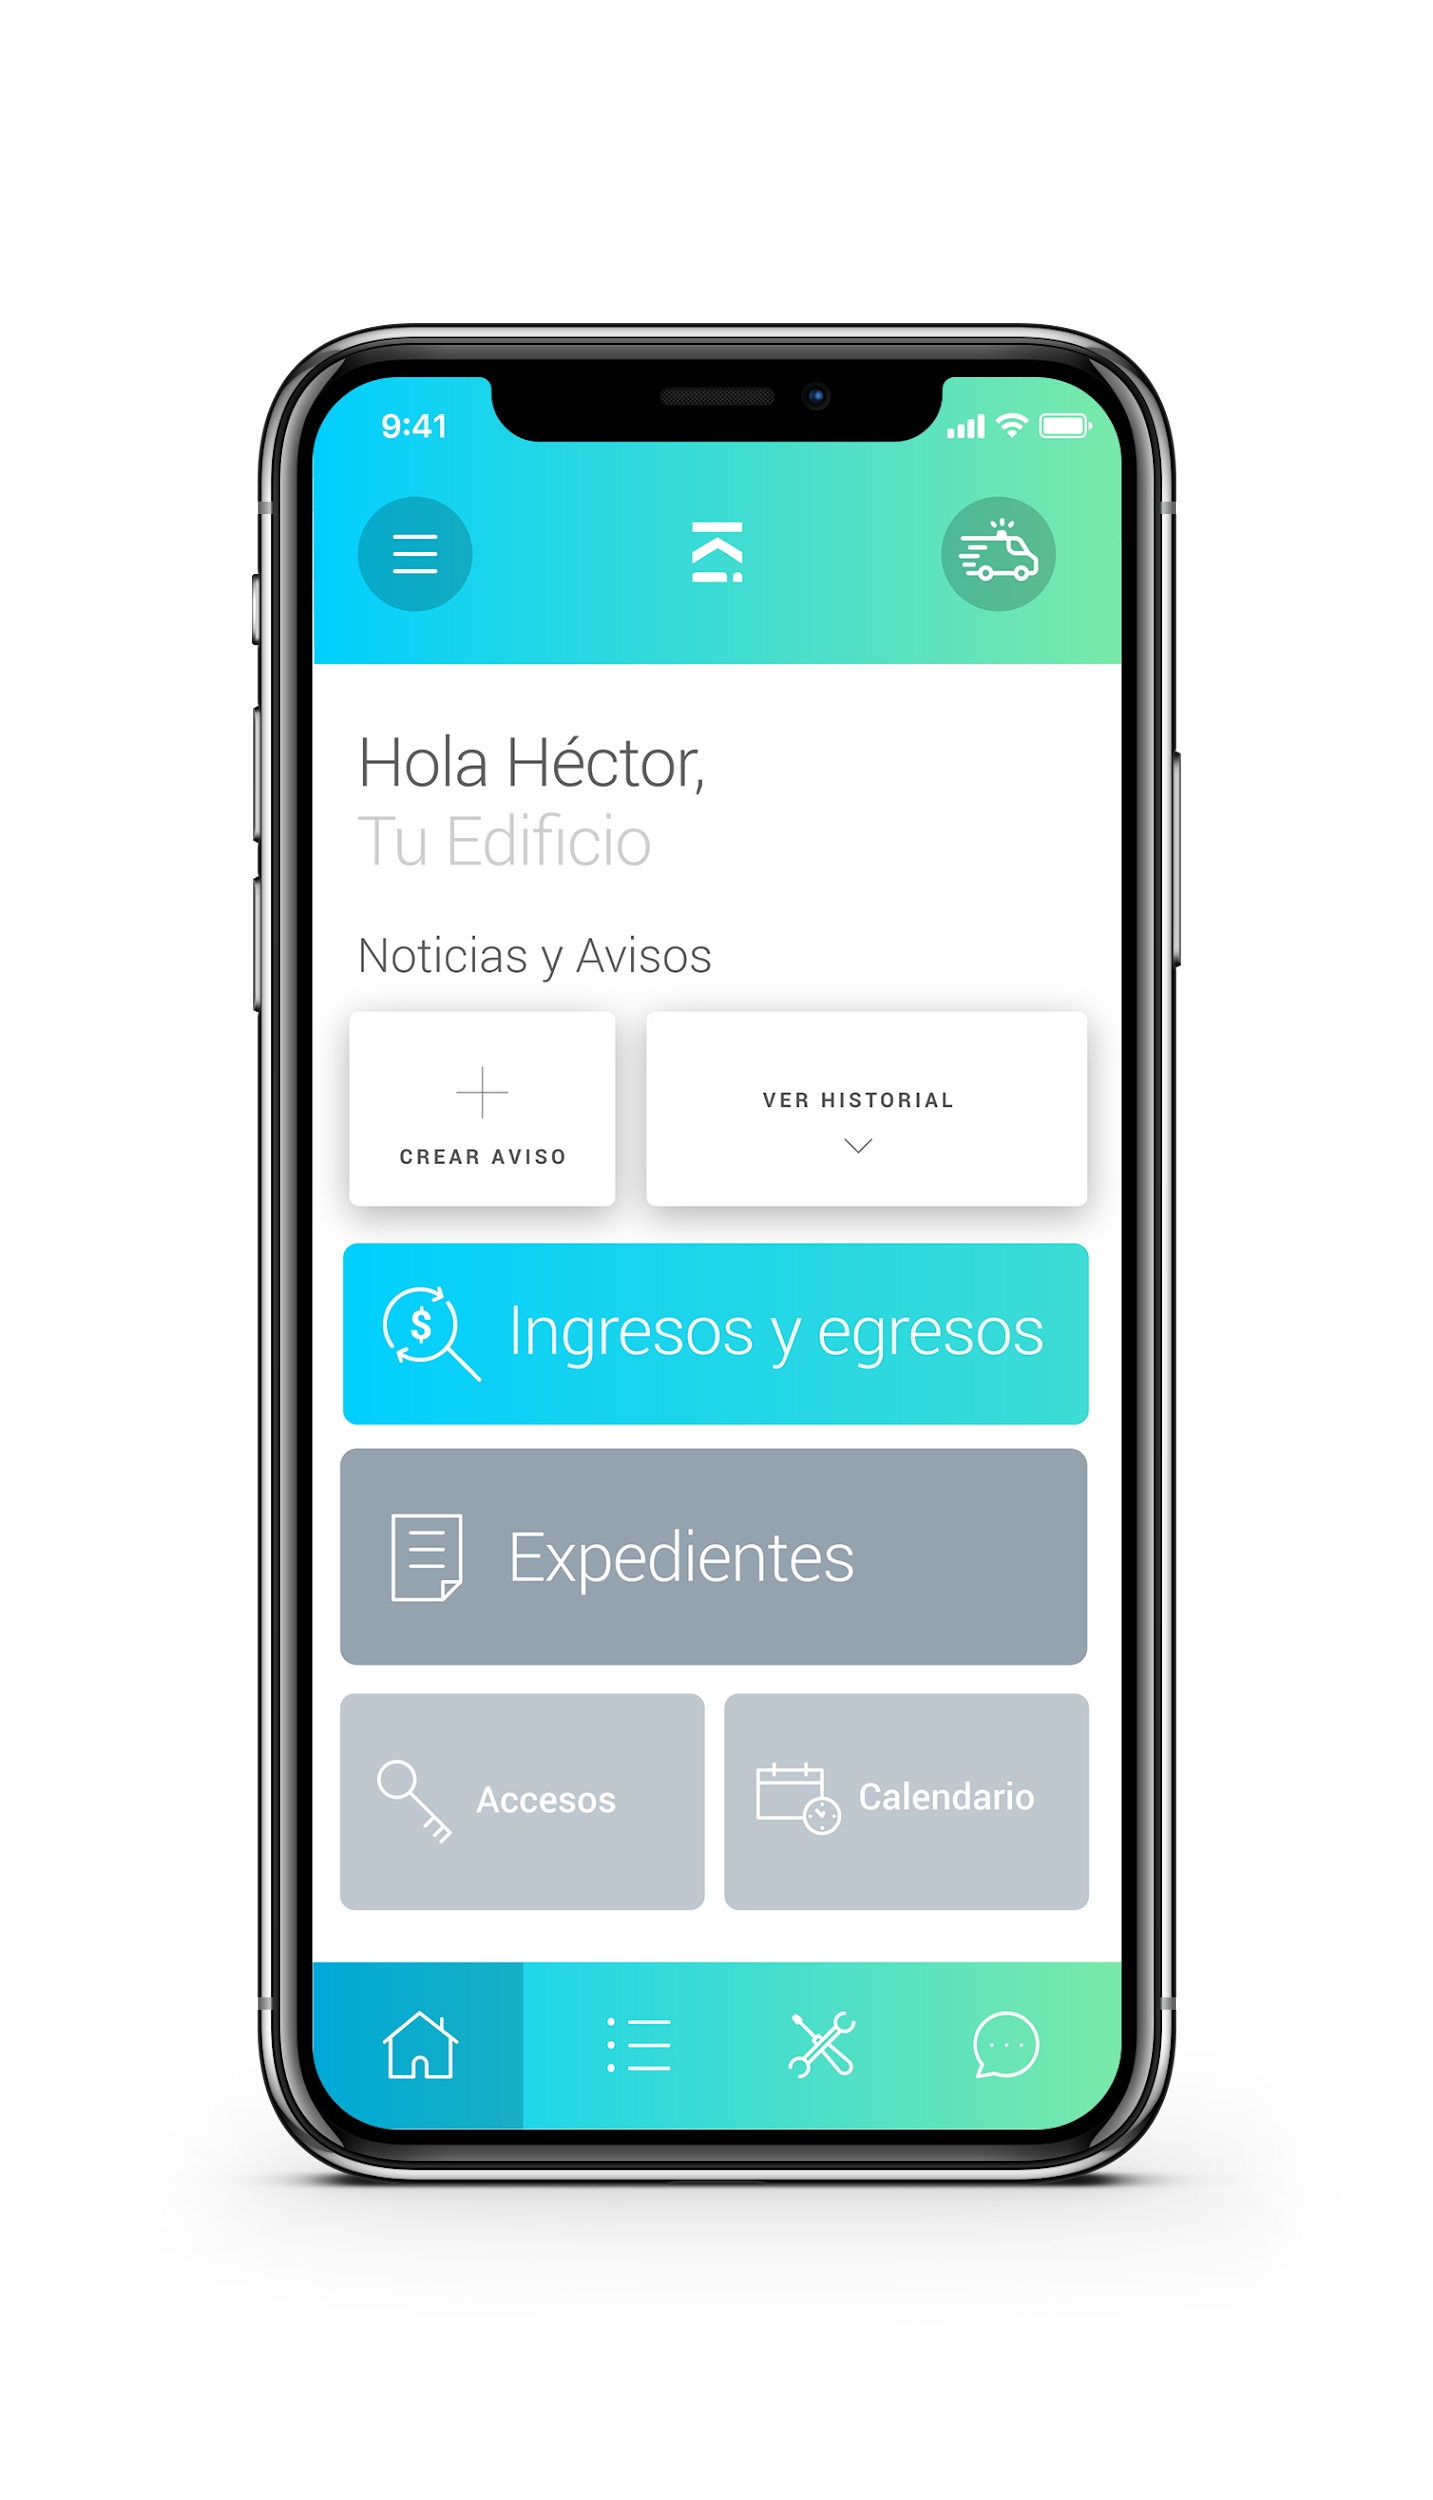 9:41
Hola Héctor,
Tu Edificio
Noticias y Avisos
CREAR AVISO
VER HISTORIAL
$
Ingresos y egresos
Expedientes
Accesos
Calendario